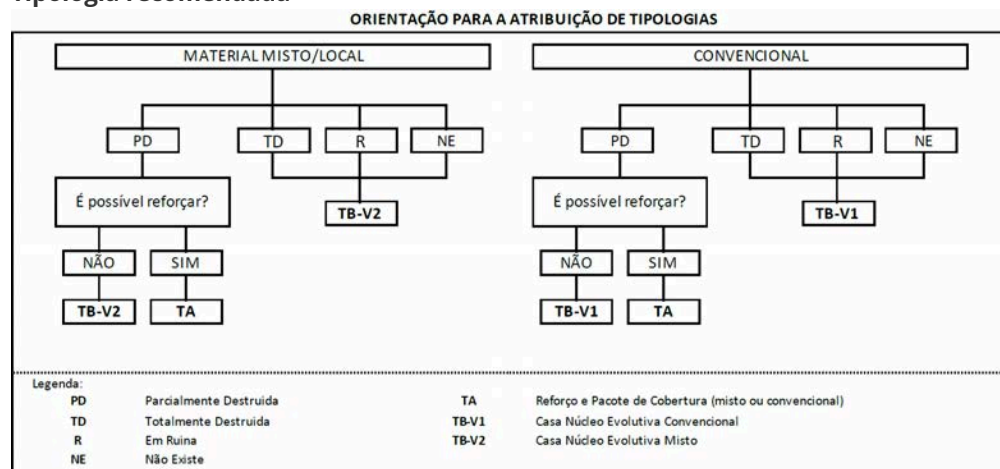 Tipologia recomendada
ORIENTAÇÃO PARA A ATRIBUIÇÃO DE TIPOLOGIAS
MATERIAL MISTO/LOCAL
CONVENCIONAL
PD TD R NE
PD TD R NE
É possível reforçar?
TB-V2
É possível reforçar?
TB-V1
NÃO SIM
NÃO SIM
TB-V2 TA
TB-V1 TA
Legenda:
PD Parcialmente Destruida TA Reforço e Pacote de Cobertura (misto ou convencional)
TD Totalmente Destruida TB-V1 Casa Núcleo Evolutiva Convencional
R Em Ruina TB-V2 Casa Núcleo Evolutiva Misto
NE Não Existe